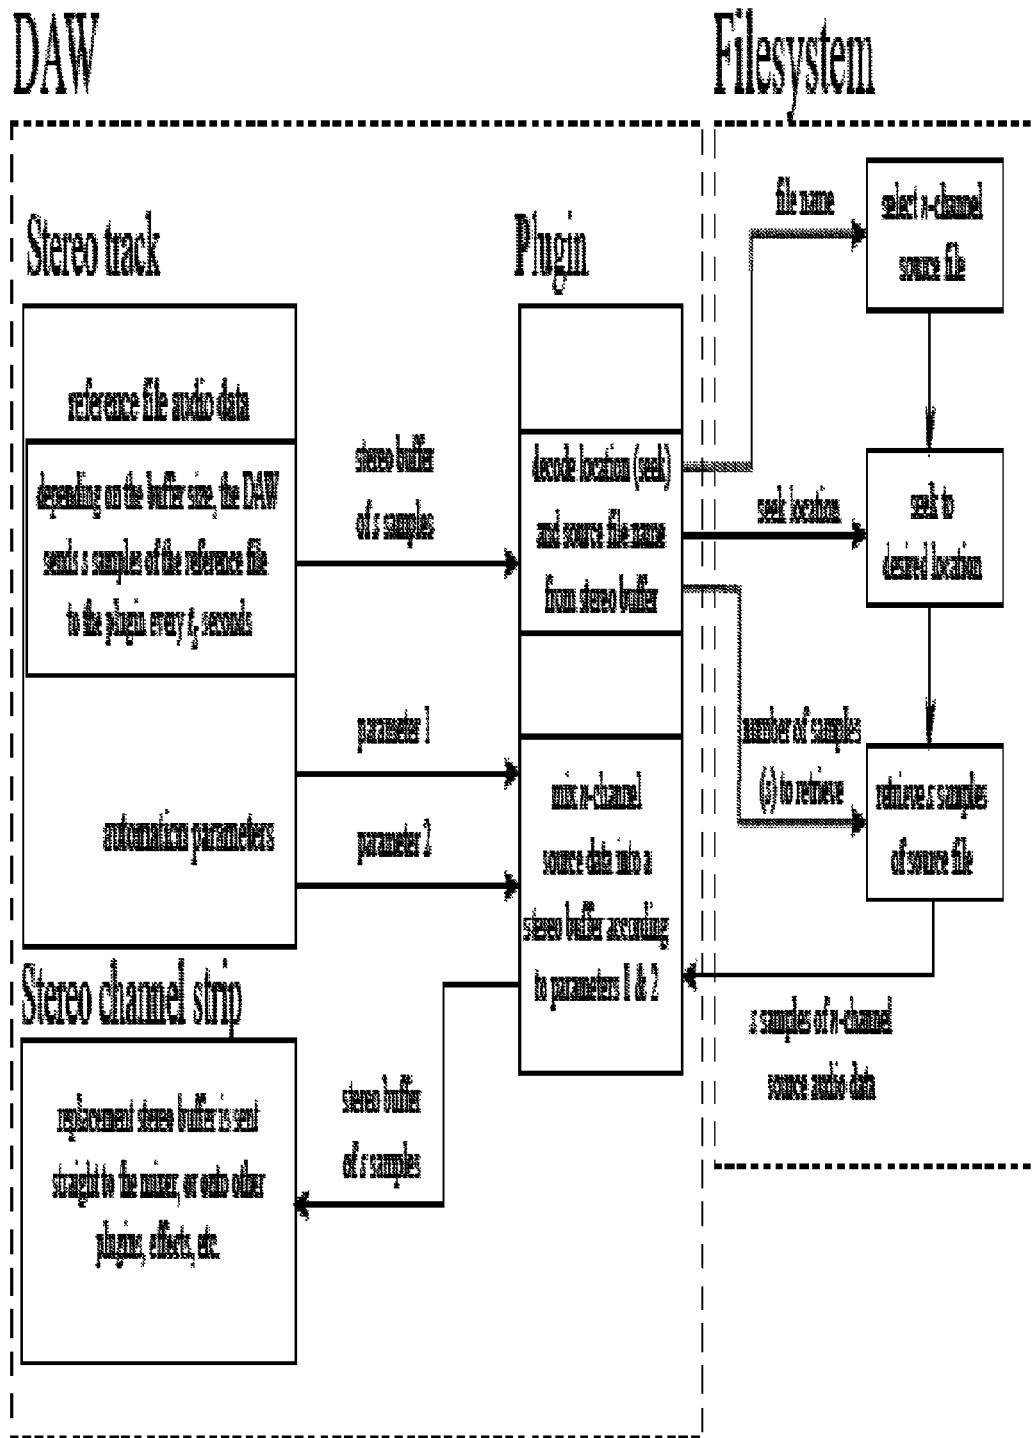 DAW
Filesystem
Stereo track
Plugin
file name
select n-channel
source file
reference file audio data
stereo buffer
of s samples
decode location (seek)
and source file name
from stereo buffer
depending on the buffer size, the DAW
sends s samples of the reference file
to the plugin every t, seconds
seek location
seek to
desired location
parameter 1
parameter 2
automation parameters
number of samples
(s) to retrieve
retrieve s samples
of source file
mix n-channel
source data into a
stereo buffer according
to parameters 1 & 2
s samples of n-channel
source audio data
Stereo channel strip
stereo buffer
of s samples
replacement stereo buffer is sent
straight to the mixer, or onto other
plugins, effects, etc.